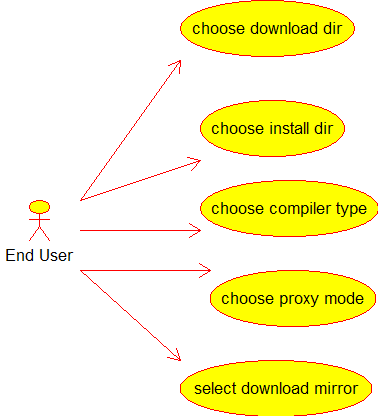 choose download dir
choose install dir
choose compiler type
End User
choose proxy mode
select download mirror